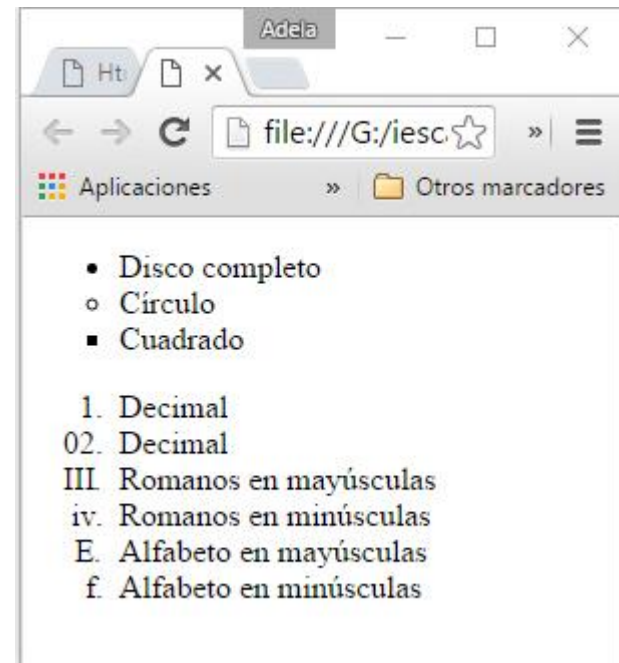 Adela
Ht
file:///G:/iesc
»
Aplicaciones » Otros marcadores
• Disco completo
○ Círculo
■ Cuadrado
1. Decimal
02. Decimal
III. Romanos en mayúsculas
iv. Romanos en minúsculas
E. Alfabeto en mayúsculas
f. Alfabeto en minúsculas